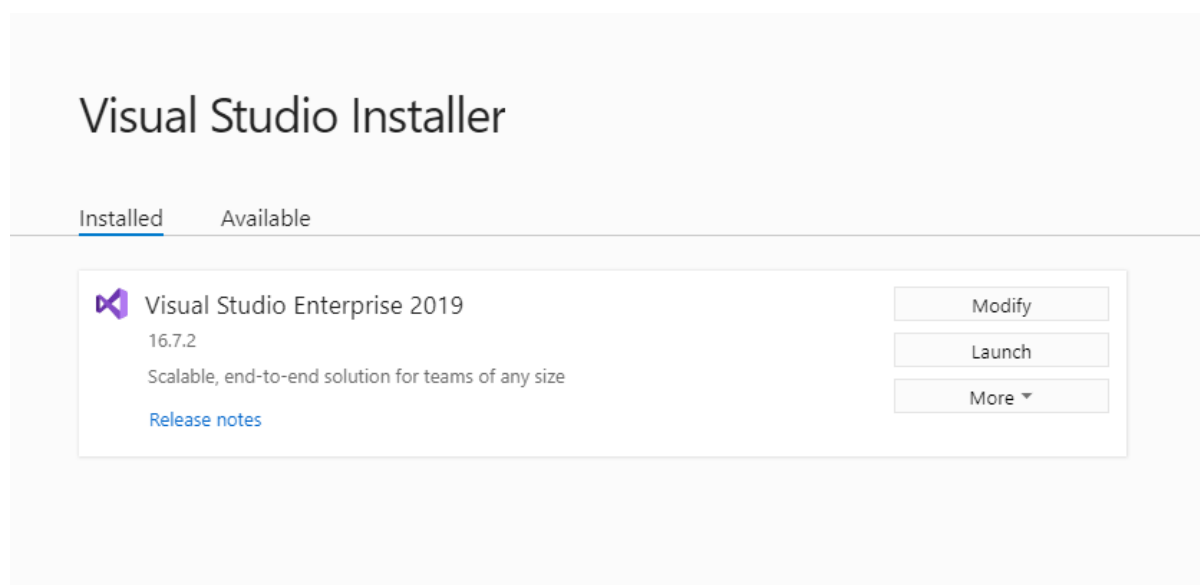 Visual Studio Installer
Installed Available
Visual Studio Enterprise 2019
16.7.2
Scalable, end-to-end solution for teams of any size
Release notes
Modify
Launch
More